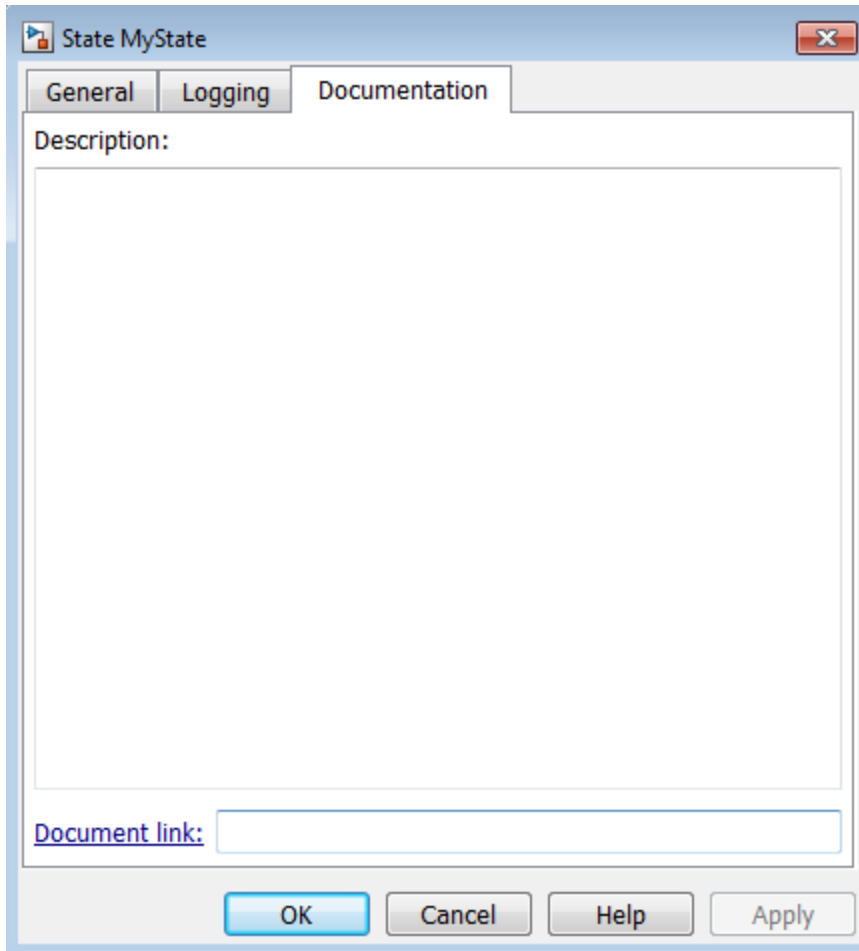 State MyState
General Logging Documentation
Description:
Document link:
OK Cancel Help Apply